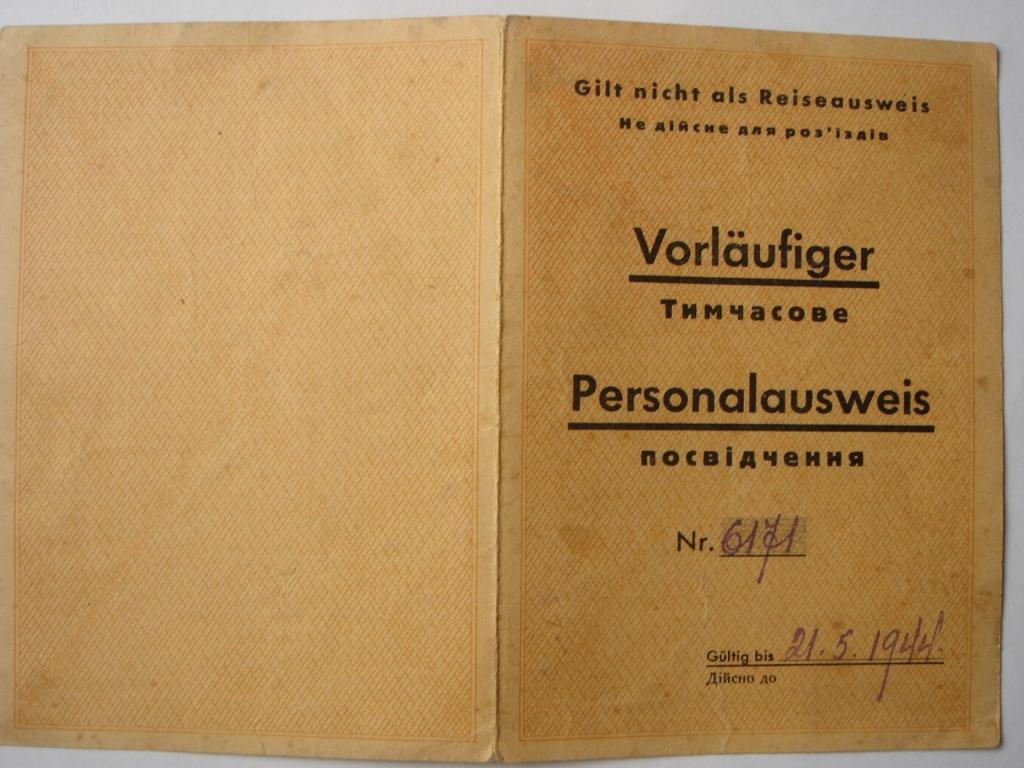 Gilt nicht als Reiseausweis
Не дійсне для роз'їздів
Vorläufiger
Тимчасове
Personalausweis
посвідчення
Nr. 6171
Gültig bis 21. 5. 1944.
Дійсно до